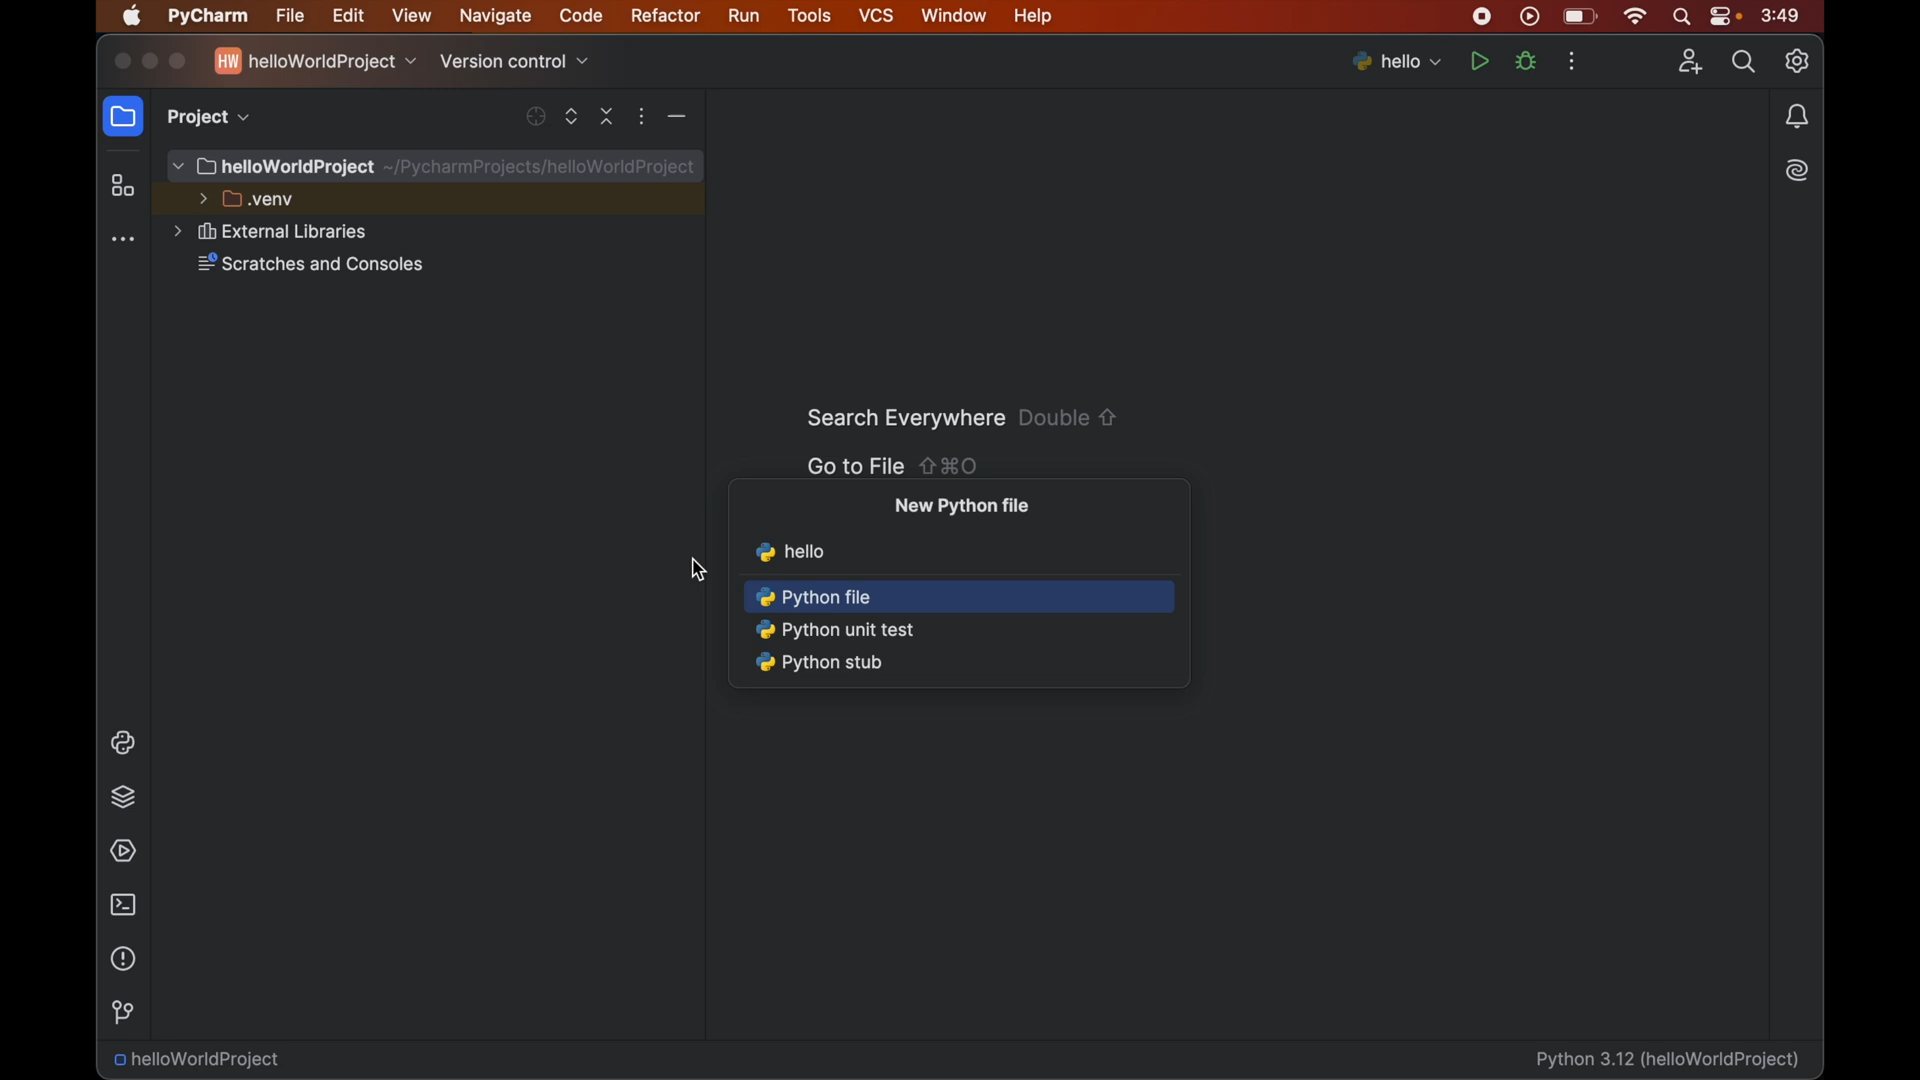 PyCharm File Edit View Navigate Code Refactor Run Tools VCS Window Help 3:49
HW helloWorldProject Version control hello
Project
helloWorldProject ~/PycharmProjects/helloWorldProject
.venv
External Libraries
Scratches and Consoles
Search Everywhere Double ⇧
Go to File ⇧⌘O
New Python file
hello
Python file
Python unit test
Python stub
helloWorldProject Python 3.12 (helloWorldProject)